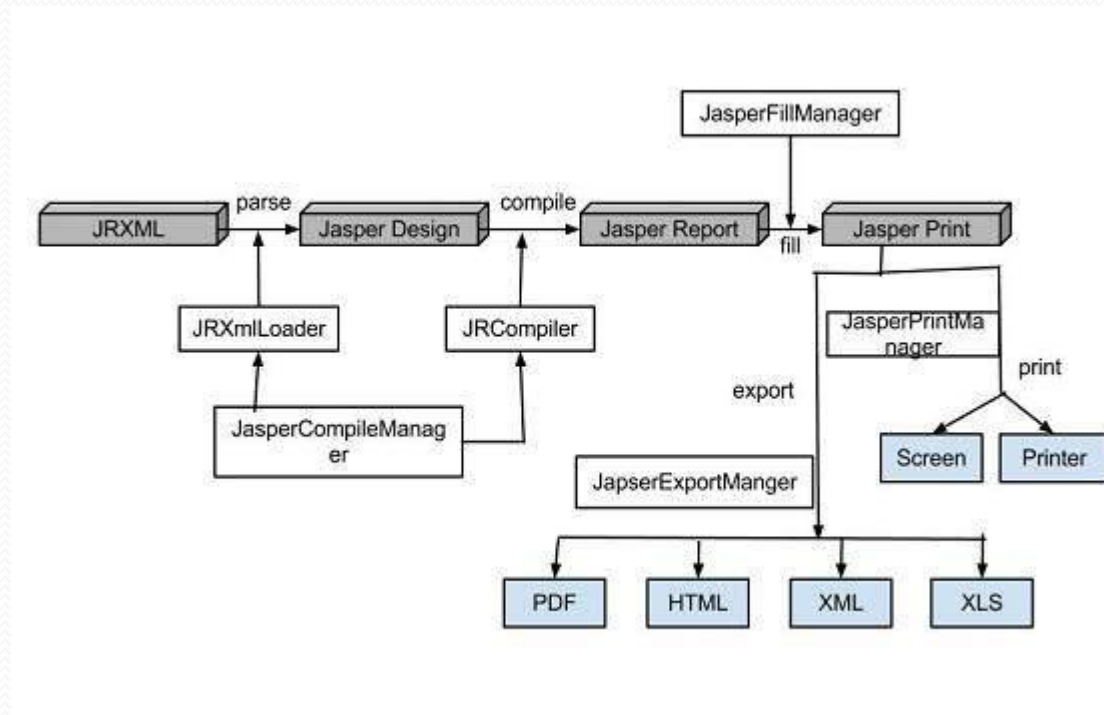 JasperFillManager
parse
compile
JRXML
Jasper Design
Jasper Report
fill
Jasper Print
JRXmlLoader
JRCompiler
JasperPrintMa
nager
print
export
JasperCompileManag
er
Screen
Printer
JapserExportManger
PDF
HTML
XML
XLS